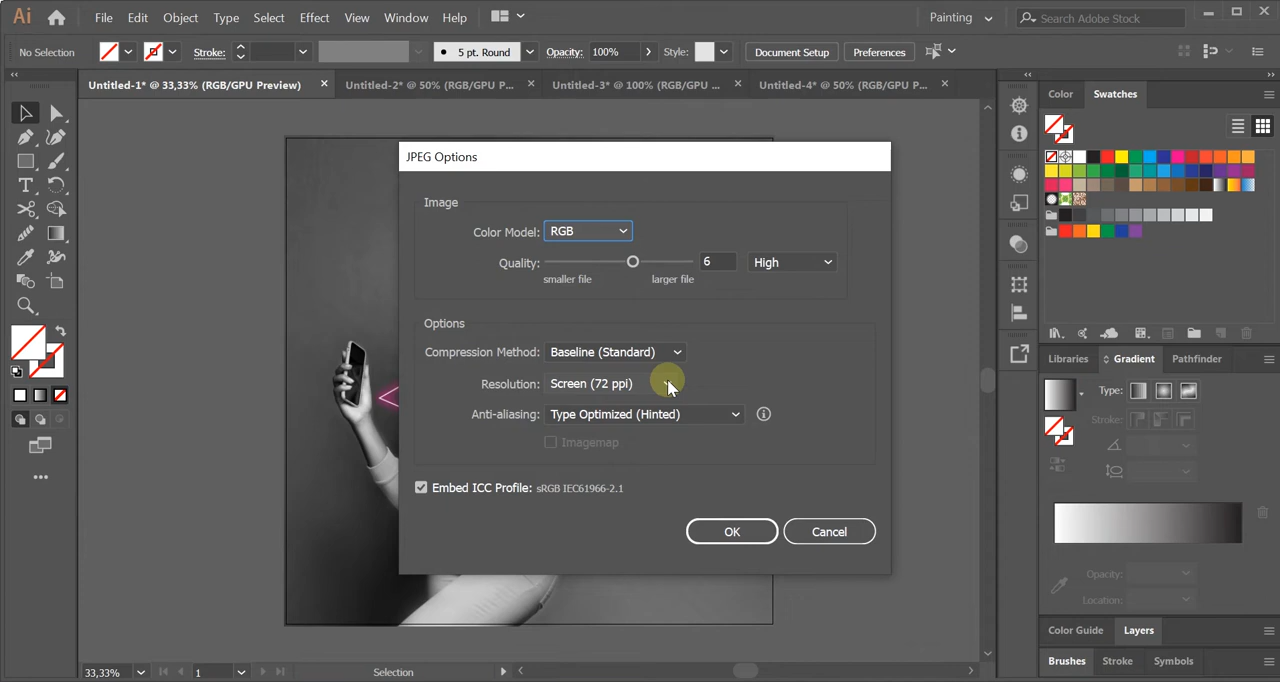 Ai File Edit Object Type Select Effect View Window Help Painting Search Adobe Stock
No Selection Stroke: 5 pt. Round Opacity: 100% Style: Document Setup Preferences
Untitled-1* @ 33,33% (RGB/GPU Preview) Untitled-2* @ 50% (RGB/GPU P... Untitled-3* @ 100% (RGB/GPU ... Untitled-4* @ 50% (RGB/GPU P...
Color Swatches
JPEG Options
Image
Color Model: RGB
Quality: 6 High
smaller file larger file
Options
Compression Method: Baseline (Standard)
Resolution: Screen (72 ppi)
Anti-aliasing: Type Optimized (Hinted)
Imagemap
Embed ICC Profile: sRGB IEC61966-2.1
OK Cancel
Libraries Gradient Pathfinder
Type:
Stroke:
Opacity:
Location:
Color Guide Layers
Brushes Stroke Symbols
33,33% 1 Selection